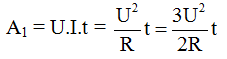 A₁ = U.I.t = U²/R t = 3U²/2R t